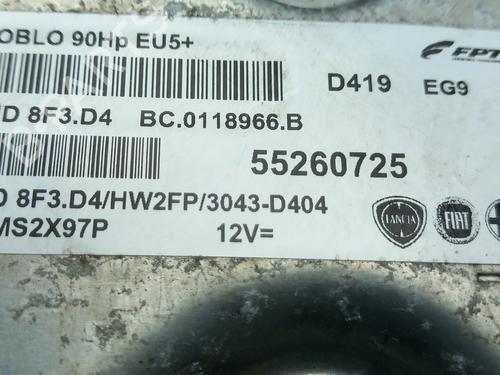 OBLO 90Hp EU5+
FPT
D419 EG9
D 8F3.D4 BC.0118966.B
55260725
D 8F3.D4/HW2FP/3043-D404
MS2X97P 12V=
LANCIA
FIAT